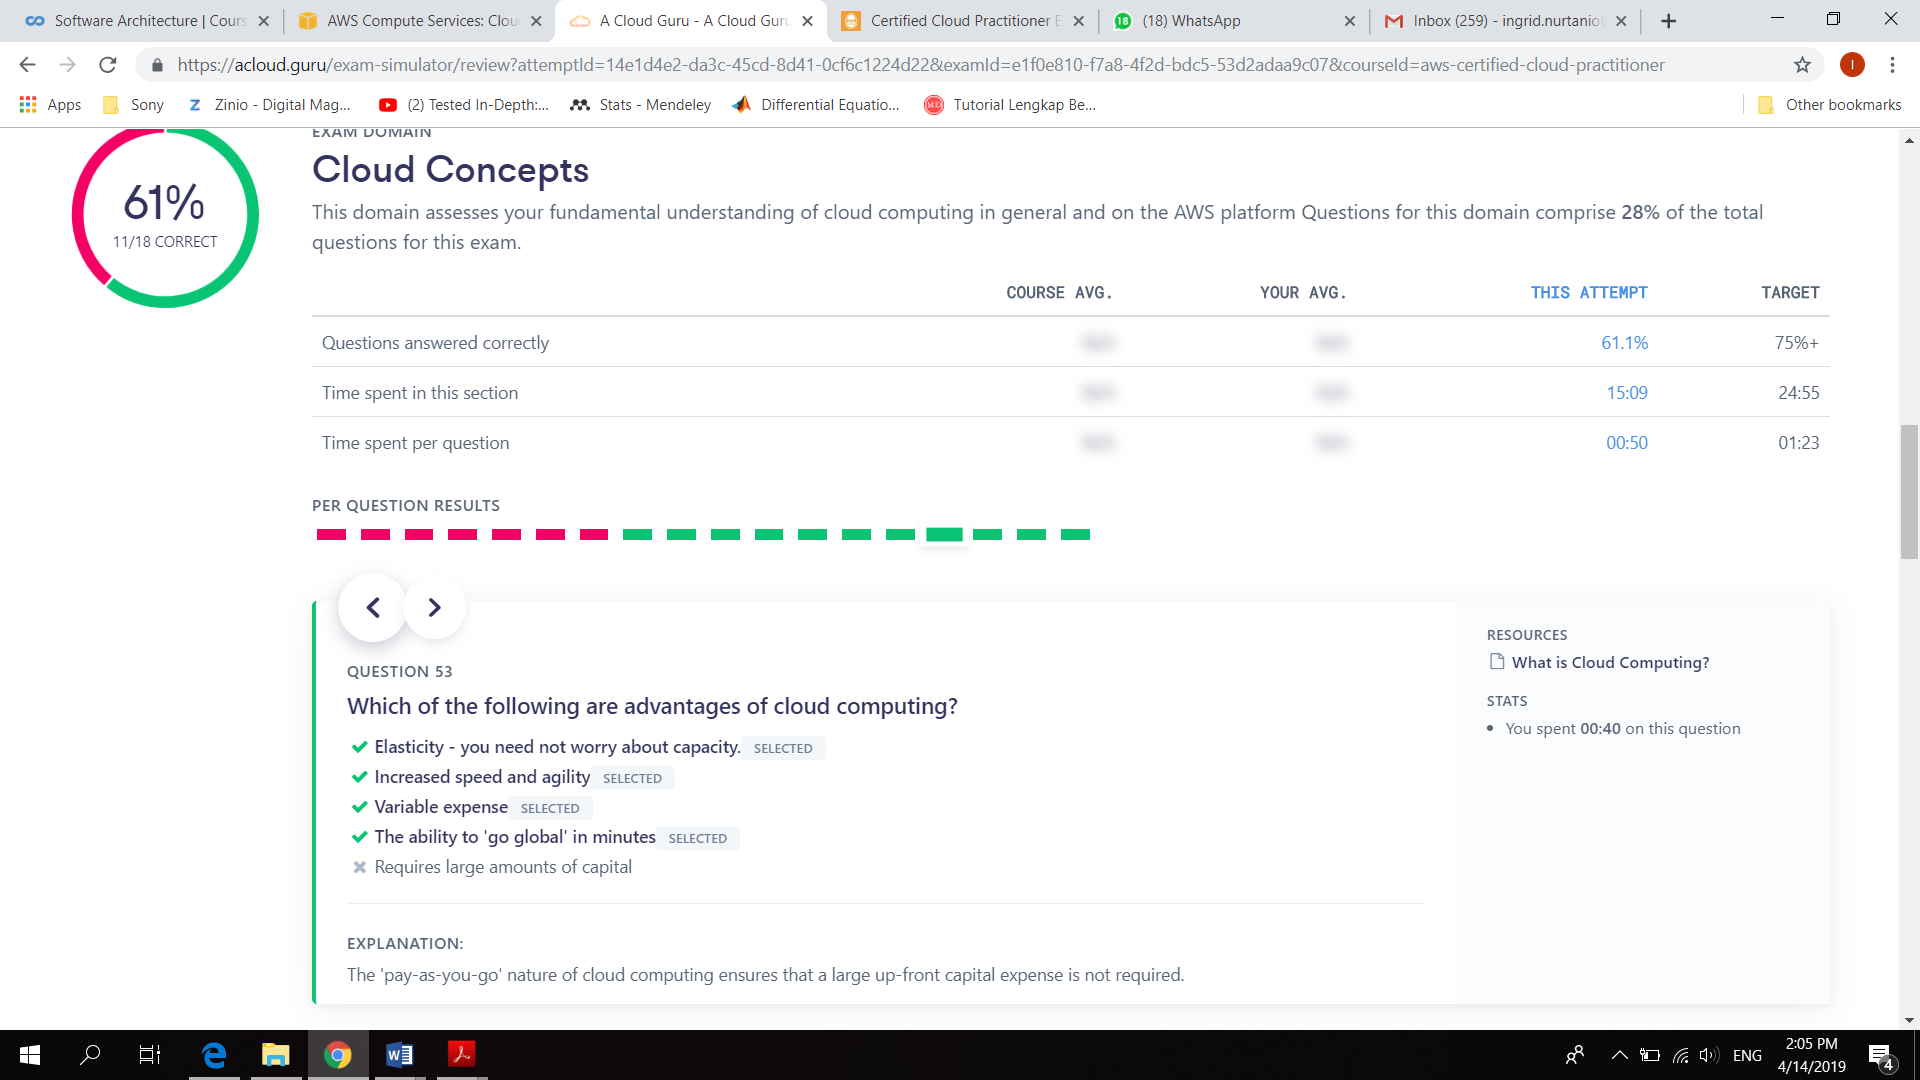 Software Architecture | Cours
AWS Compute Services: Clou
A Cloud Guru - A Cloud Guru
Certified Cloud Practitioner E
18 (18) WhatsApp
Inbox (259) - ingrid.nurtanio
https://acloud.guru/exam-simulator/review?attemptId=14e1d4e2-da3c-45cd-8d41-0cf6c1224d22&examId=e1f0e810-f7a8-4f2d-bdc5-53d2adaa9c07&courseId=aws-certified-cloud-practitioner
I
Apps
Sony
Z Zinio - Digital Mag...
(2) Tested In-Depth:...
Stats - Mendeley
Differential Equatio...
Tutorial Lengkap Be...
Other bookmarks
EXAM DOMAIN
Cloud Concepts
61%
11/18 CORRECT
This domain assesses your fundamental understanding of cloud computing in general and on the AWS platform Questions for this domain comprise 28% of the total
questions for this exam.
COURSE AVG. YOUR AVG. THIS ATTEMPT TARGET
Questions answered correctly 61.1% 75%+
Time spent in this section 15:09 24:55
Time spent per question 00:50 01:23
PER QUESTION RESULTS
QUESTION 53
Which of the following are advantages of cloud computing?
Elasticity - you need not worry about capacity. SELECTED
Increased speed and agility SELECTED
Variable expense SELECTED
The ability to 'go global' in minutes SELECTED
Requires large amounts of capital
EXPLANATION:
The 'pay-as-you-go' nature of cloud computing ensures that a large up-front capital expense is not required.
RESOURCES
What is Cloud Computing?
STATS
You spent 00:40 on this question
ENG
2:05 PM
4/14/2019
4